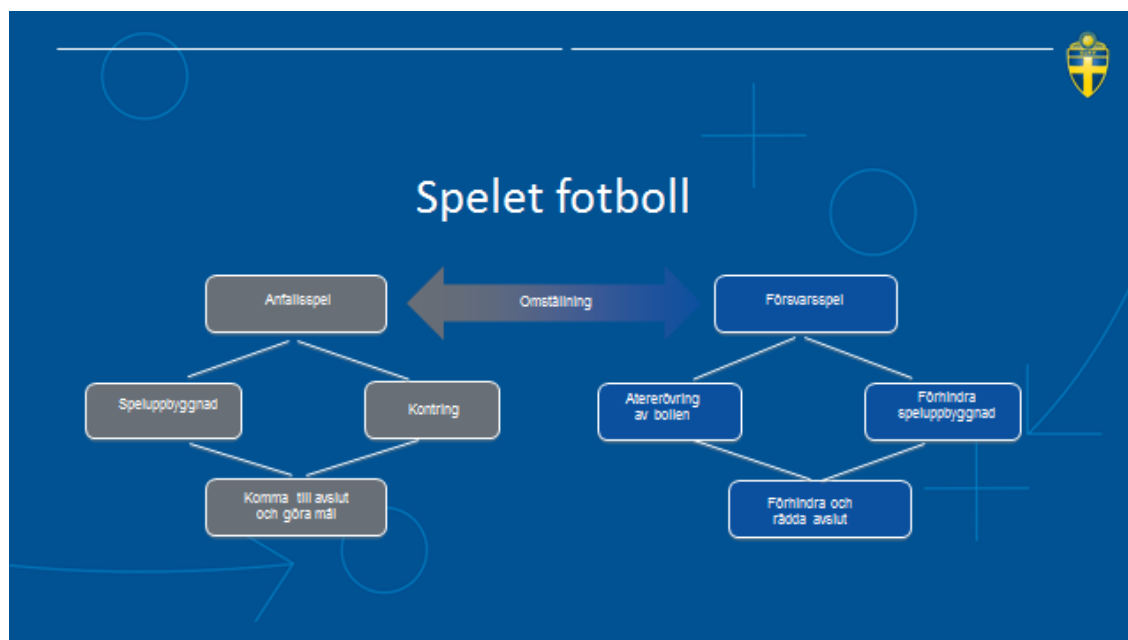 Spelet fotboll
Anfallsspel
Omställning
Försvarsspel
Speluppbyggnad
Kontring
Återerövring
av bollen
Förhindra
speluppbyggnad
Komma till avslut
och göra mål
Förhindra och
rädda avslut